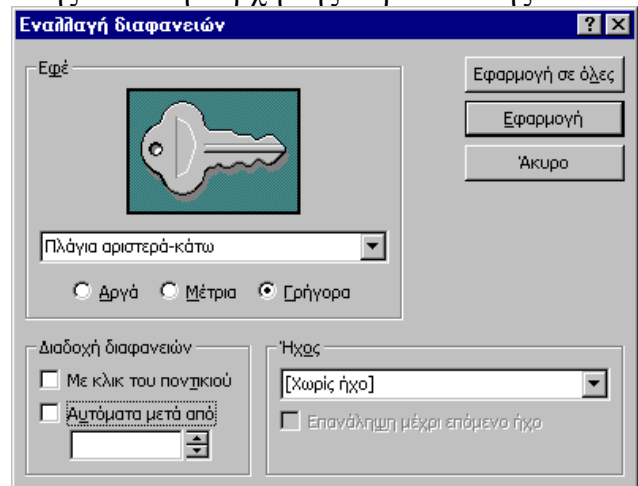 Εναλλαγή διαφανειών
Εφέ
Εφαρμογή σε όλες
Εφαρμογή
Άκυρο
Πλάγια αριστερά-κάτω
Αργά Μέτρια Γρήγορα
Διαδοχή διαφανειών
Με κλικ του ποντικιού
Αυτόματα μετά από
Ήχος
[Χωρίς ήχο]
Επανάληψη μέχρι επόμενο ήχο